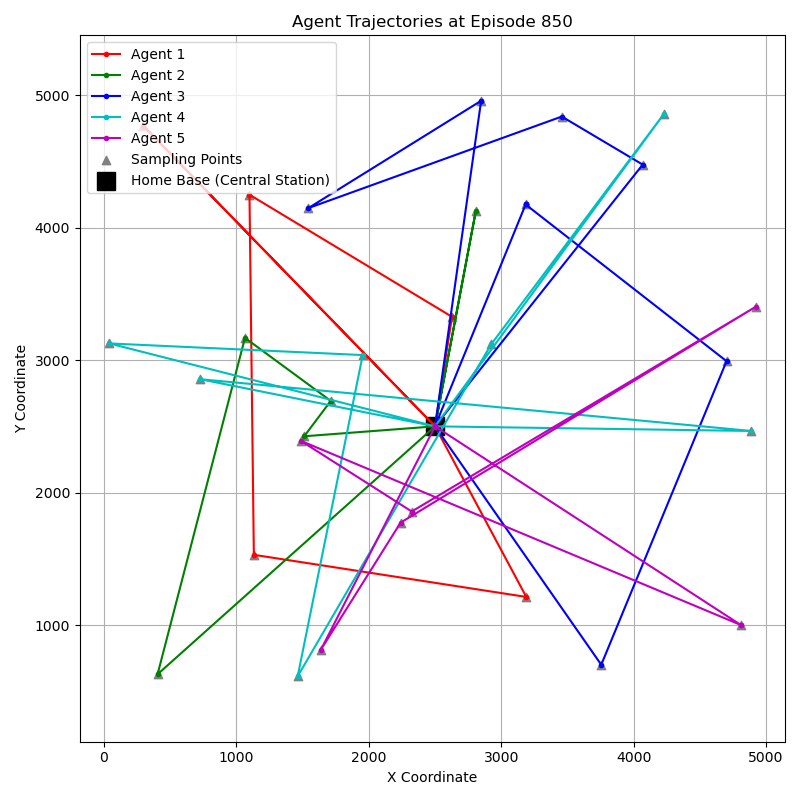 Agent Trajectories at Episode 850
Agent 1
Agent 2
Agent 3
Agent 4
Agent 5
Sampling Points
Home Base (Central Station)
Y Coordinate
5000
4000
3000
2000
1000
0
1000
2000
3000
4000
5000
X Coordinate